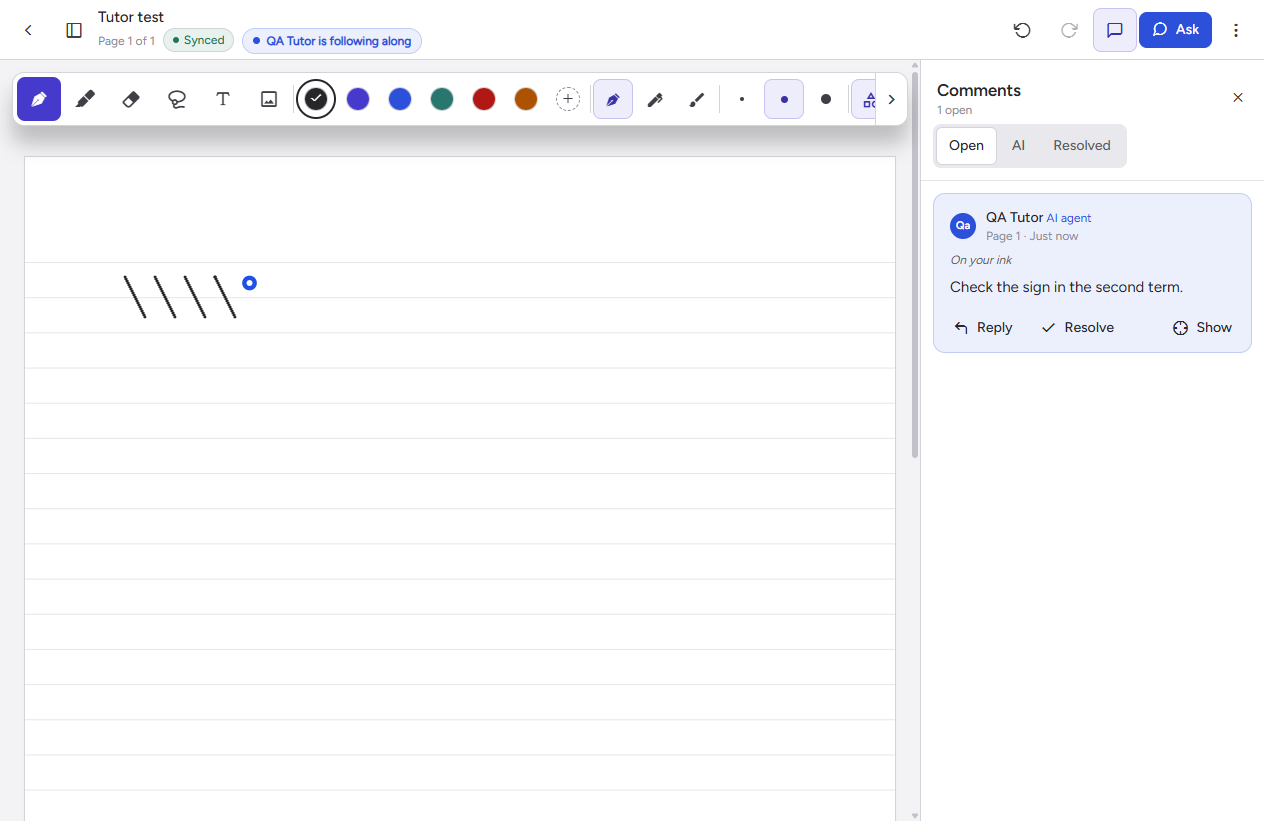 Tutor test
Page 1 of 1
Synced
QA Tutor is following along
Ask
T
Comments
1 open
Open
AI
Resolved
Qa
QA Tutor AI agent
Page 1 · Just now
On your ink
Check the sign in the second term.
Reply
Resolve
Show